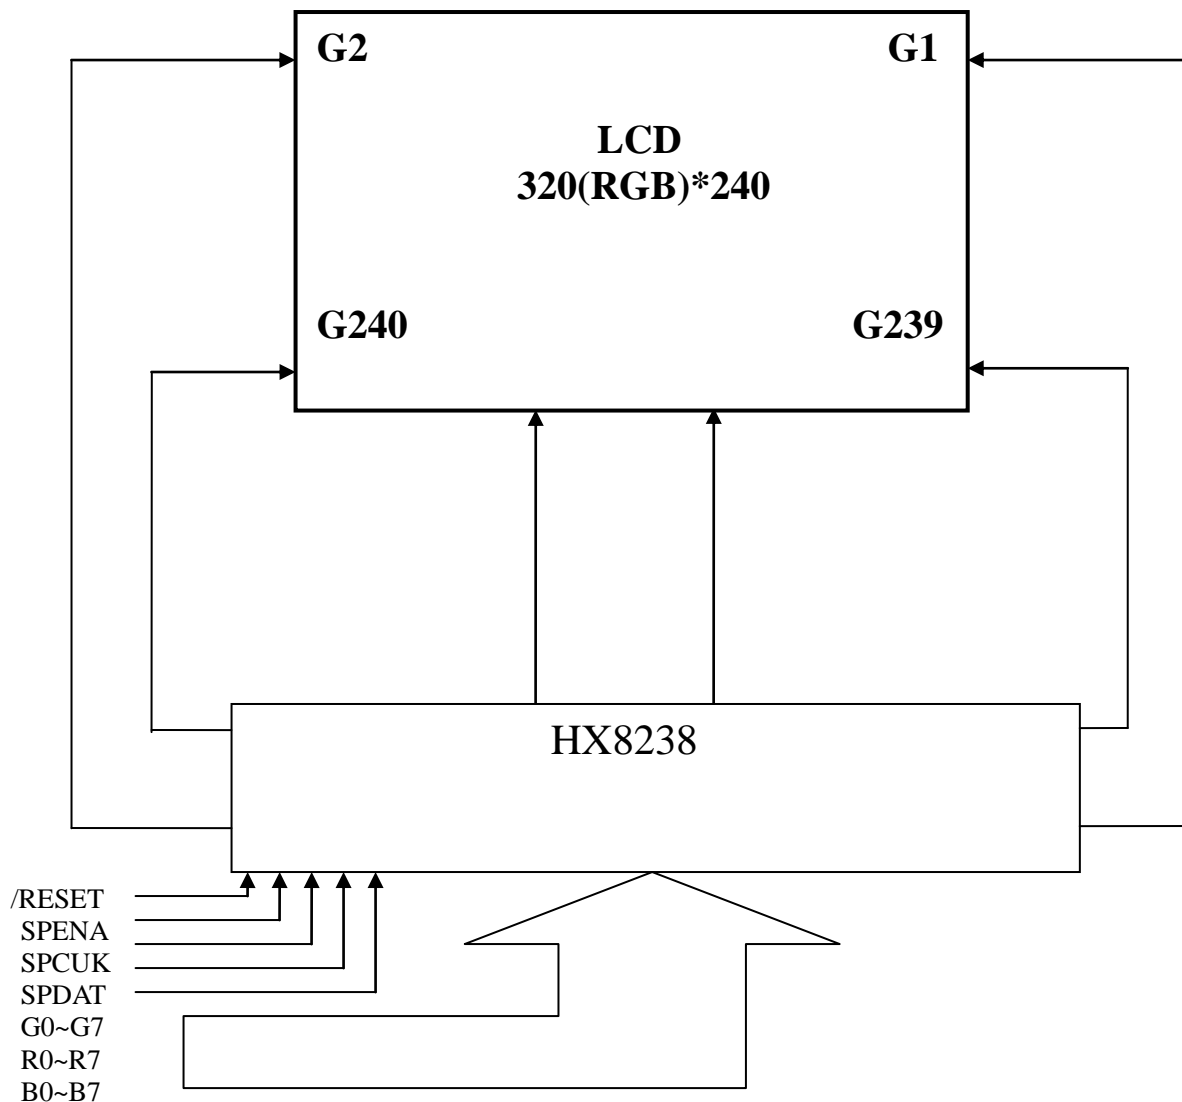 G2 G1
LCD
320(RGB)*240
G240 G239
HX8238
/RESET
SPENA
SPCUK
SPDAT
G0~G7
R0~R7
B0~B7